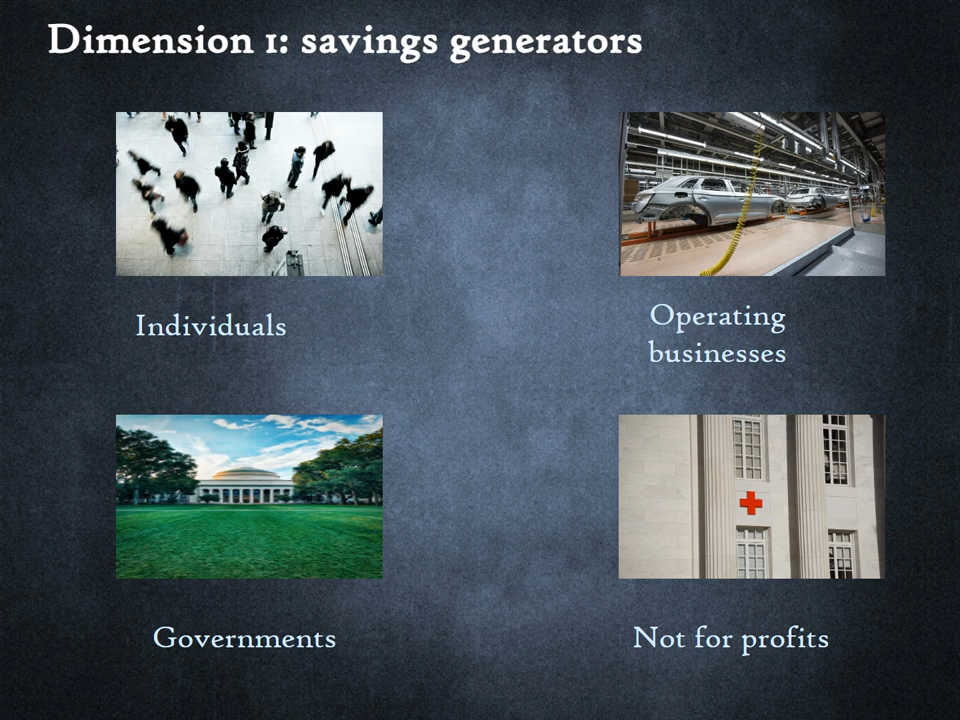 Dimension 1: savings generators
Individuals
Operating
businesses
Governments
Not for profits